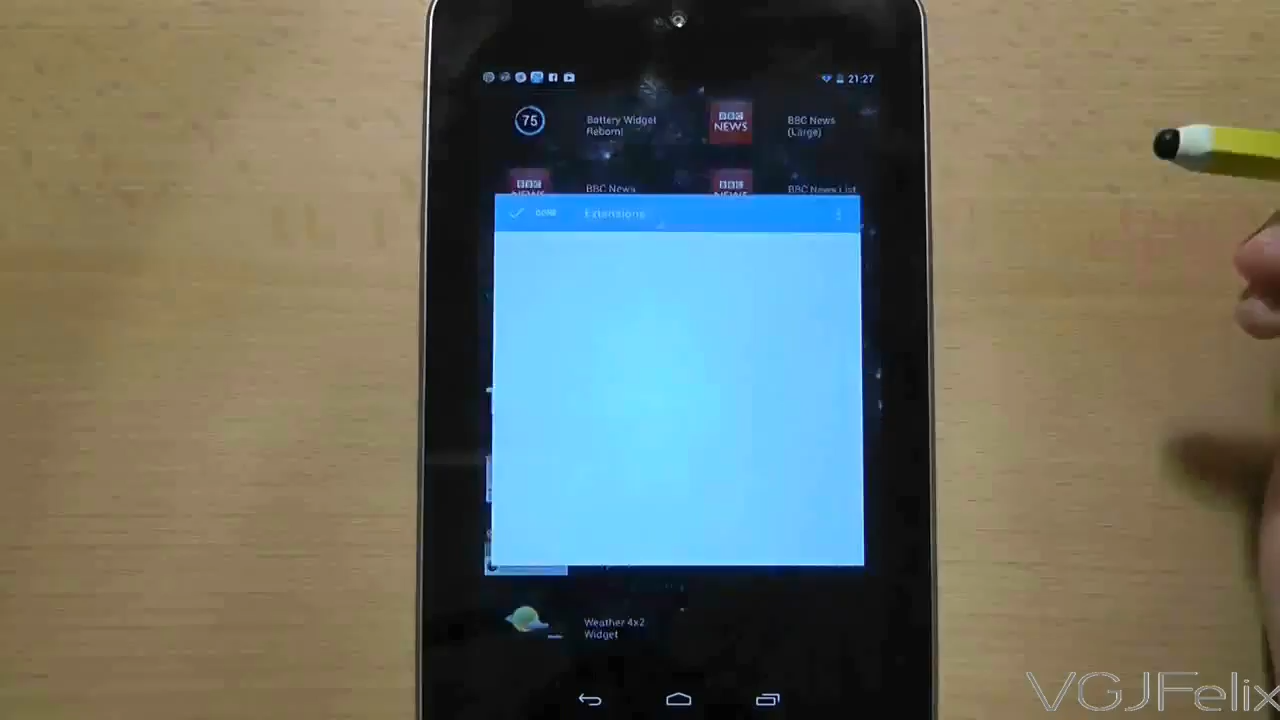 21:27
75
Battery Widget
Reborn!
BBC
NEWS
BBC News
(Large)
BBC
NEWS
BBC News
BBC
BBC News List
DONE
Extensions
Weather 4x2
Widget
VGJFelix